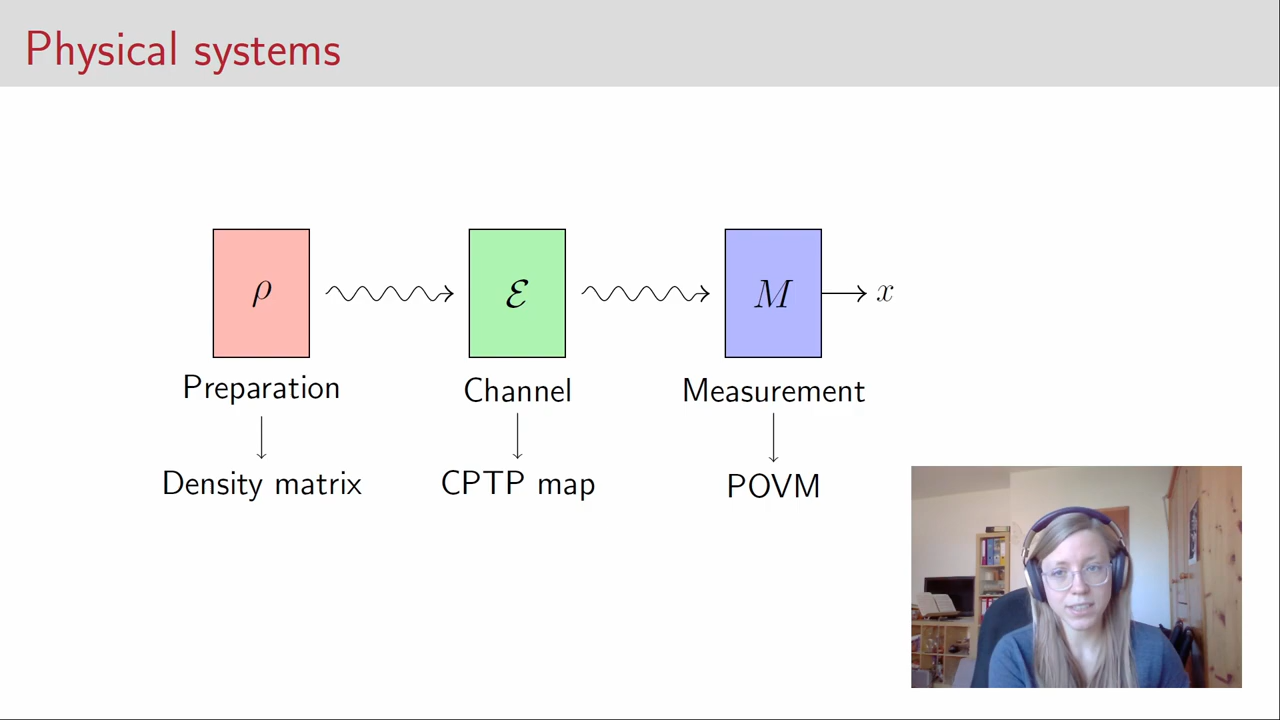 Physical systems
ρ ℰ M x
Preparation Channel Measurement
Density matrix CPTP map POVM